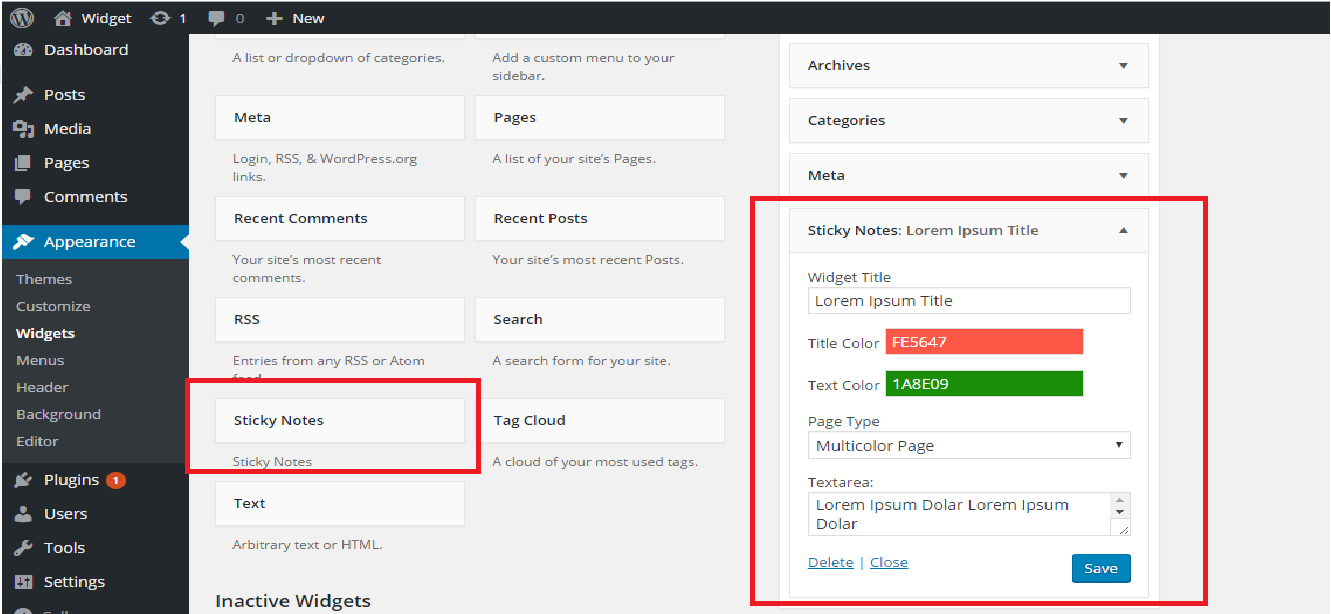 Widget 1 0 New
Dashboard
Posts
Media
Pages
Comments
Appearance
Themes
Customize
Widgets
Menus
Header
Background
Editor
Plugins 1
Users
Tools
Settings
A list or dropdown of categories.
Add a custom menu to your
sidebar.
Meta
Login, RSS, & WordPress.org
links.
Pages
A list of your site's Pages.
Recent Comments
Your site's most recent
comments.
Recent Posts
Your site's most recent Posts.
RSS
Entries from any RSS or Atom
Search
A search form for your site.
Sticky Notes
Sticky Notes
Tag Cloud
A cloud of your most used tags.
Text
Arbitrary text or HTML.
Inactive Widgets
Archives
Categories
Meta
Sticky Notes: Lorem Ipsum Title
Widget Title
Lorem Ipsum Title
Title Color FE5647
Text Color 1A8E09
Page Type
Multicolor Page
Textarea:
Lorem Ipsum Dolar Lorem Ipsum
Dolar
Delete | Close
Save